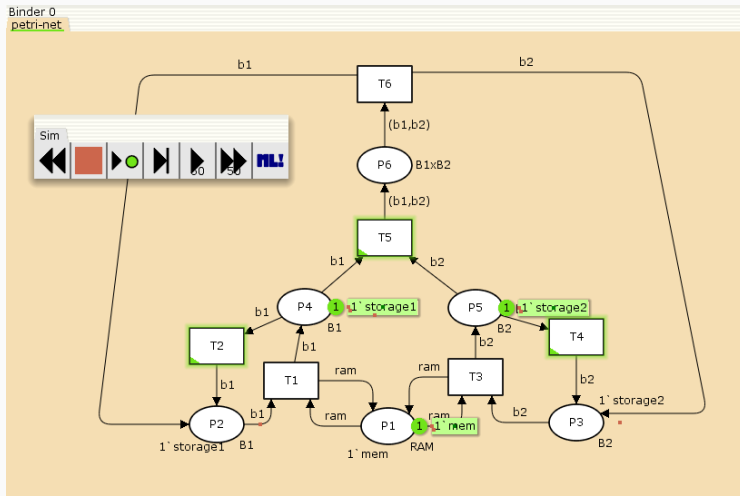 Binder 0
petri-net
b1
b2
T6
Sim
(b1,b2)
50
50
ML!
P6
B1xB2
(b1,b2)
T5
b1
b2
P4
1
1`storage1
P5
1
1`storage2
b1
B1
B2
b2
T2
T4
b1
b2
T1
ram
ram
T3
b1
b2
1`storage2
P2
b1
ram
P1
ram
1
1`mem
b2
P3
1`storage1
B1
1`mem
RAM
B2